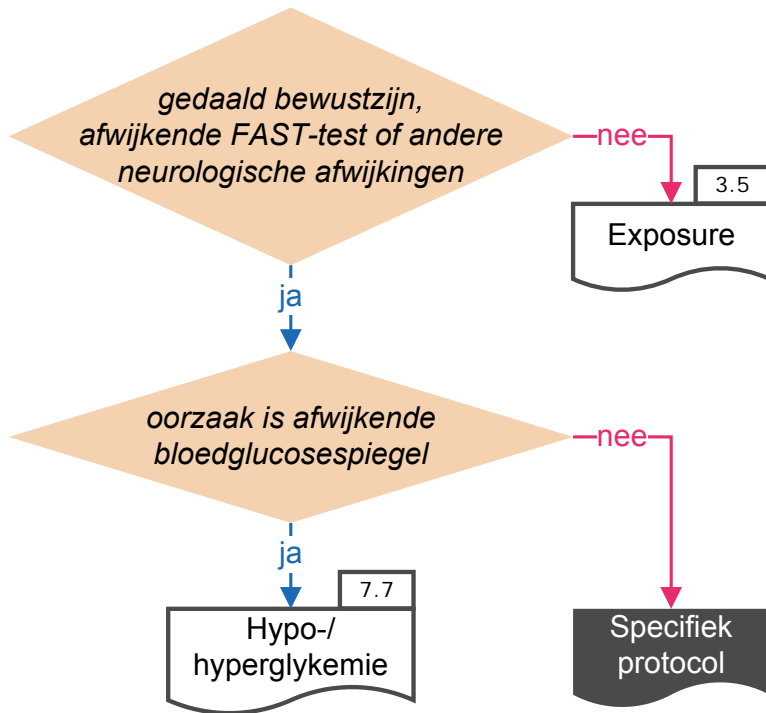 gedaald bewustzijn,
afwijkende FAST-test of andere
neurologische afwijkingen
nee
3.5
Exposure
ja
oorzaak is afwijkende
bloedglucosespiegel
nee
ja
7.7
Hypo-/
hyperglykemie
Specifiek
protocol